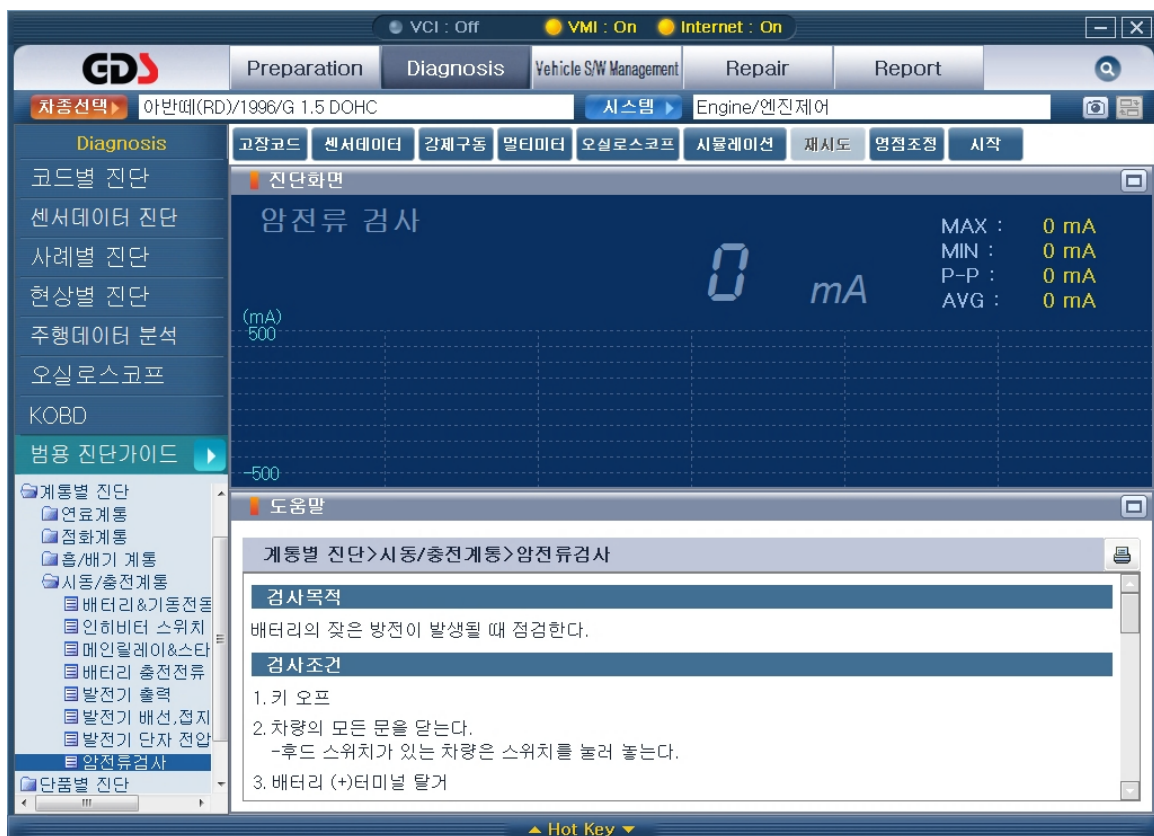 VCI : Off VMI : On Internet : On
GDS Preparation Diagnosis Vehicle S/W Management Repair Report
차종선택 아반떼(RD)/1996/G 1.5 DOHC 시스템 Engine/엔진제어
Diagnosis 고장코드 센서데이터 강제구동 멀티미터 오실로스코프 시뮬레이션 재시도 영점조정 시작
코드별 진단
센서데이터 진단
사례별 진단
현상별 진단
주행데이터 분석
오실로스코프
KOBD
범용 진단가이드
계통별 진단
연료계통
점화계통
흡/배기 계통
시동/충전계통
배터리&기동전동
인히비터 스위치
메인릴레이&스타
배터리 충전전류
발전기 출력
발전기 배선,접지
발전기 단자 전압
암전류검사
단품별 진단
진단화면
암전류 검사
0 mA
MAX : 0 mA
MIN : 0 mA
P-P : 0 mA
AVG : 0 mA
(mA)
500
-500
도움말
계통별 진단>시동/충전계통>암전류검사
검사목적
배터리의 잦은 방전이 발생될 때 점검한다.
검사조건
1. 키 오프
2. 차량의 모든 문을 닫는다.
-후드 스위치가 있는 차량은 스위치를 눌러 놓는다.
3. 배터리 (+)터미널 탈거
Hot Key